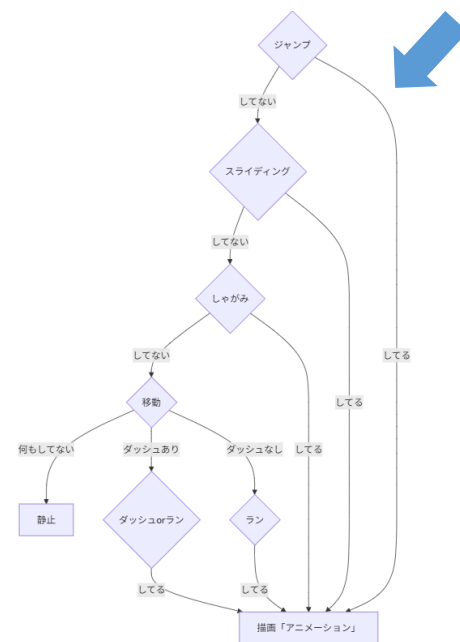 ジャンプ
してない
スライディング
してない
しゃがみ
してる
してない
してる
移動
何もしてない
ダッシュあり
ダッシュなし
してる
静止
ダッシュorラン
ラン
してる
してる
描画「アニメーション」